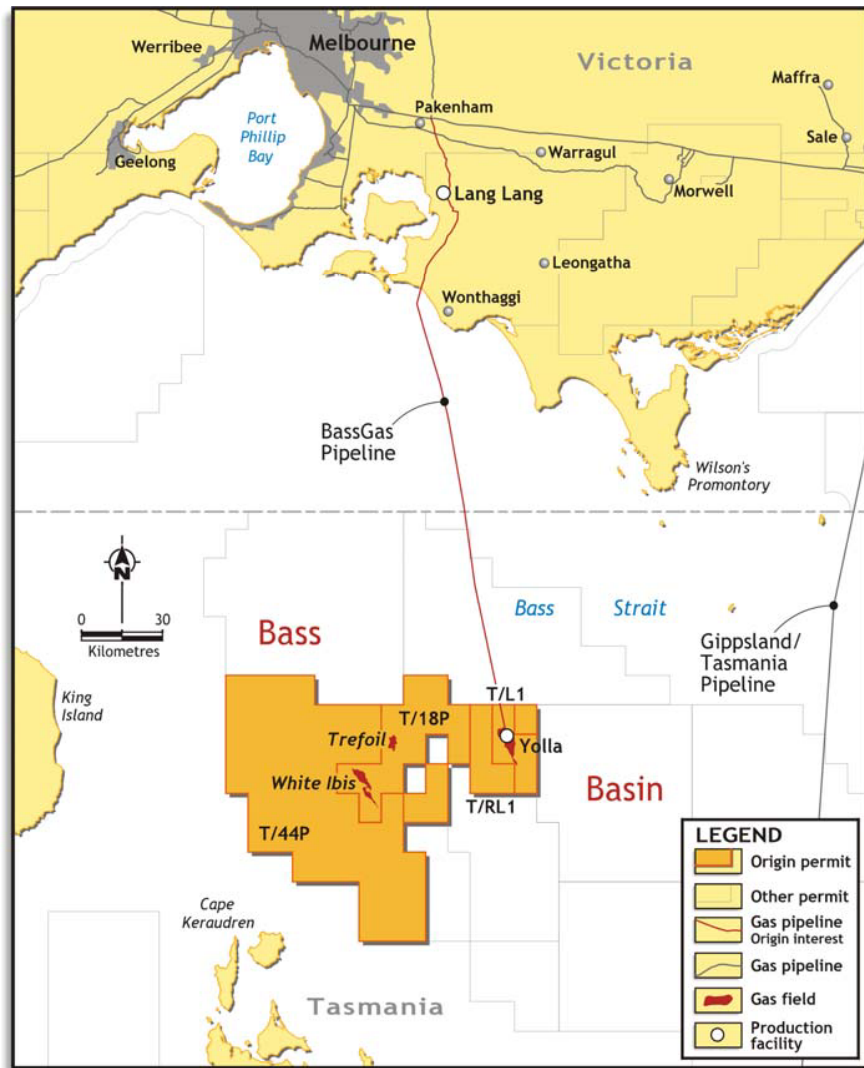 Werribee
Melbourne
Victoria
Maffra
Port
Phillip
Bay
Pakenham
Sale
Geelong
Warragul
Lang Lang
Morwell
Leongatha
Wonthaggi
BassGas
Pipeline
Wilson's
Promontory
N
0 30
Kilometres
Bass Strait
Bass
Gippsland/
Tasmania
Pipeline
King
Island
T/L1
T/18P
Trefoil
Yolla
White Ibis
Basin
T/RL1
T/44P
Cape
Keraudren
Tasmania
LEGEND
Origin permit
Other permit
Gas pipeline
Origin interest
Gas pipeline
Gas field
Production
facility